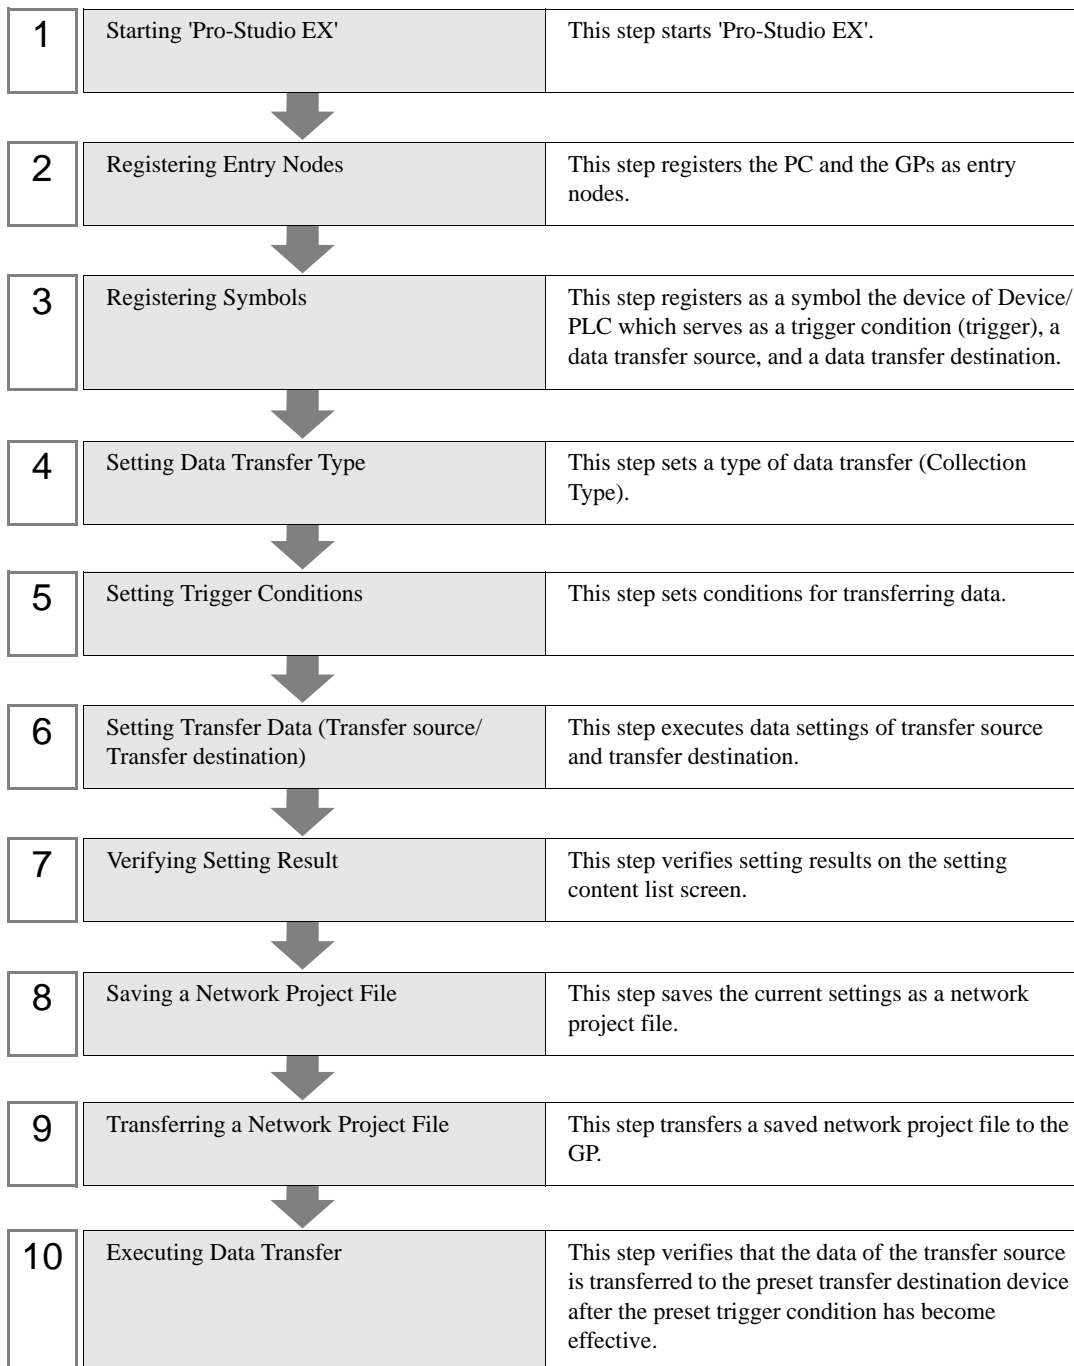 1
Starting 'Pro-Studio EX'
This step starts 'Pro-Studio EX'.
2
Registering Entry Nodes
This step registers the PC and the GPs as entry
nodes.
3
Registering Symbols
This step registers as a symbol the device of Device/
PLC which serves as a trigger condition (trigger), a
data transfer source, and a data transfer destination.
4
Setting Data Transfer Type
This step sets a type of data transfer (Collection
Type).
5
Setting Trigger Conditions
This step sets conditions for transferring data.
6
Setting Transfer Data (Transfer source/
Transfer destination)
This step executes data settings of transfer source
and transfer destination.
7
Verifying Setting Result
This step verifies setting results on the setting
content list screen.
8
Saving a Network Project File
This step saves the current settings as a network
project file.
9
Transferring a Network Project File
This step transfers a saved network project file to the
GP.
10
Executing Data Transfer
This step verifies that the data of the transfer source
is transferred to the preset transfer destination device
after the preset trigger condition has become
effective.